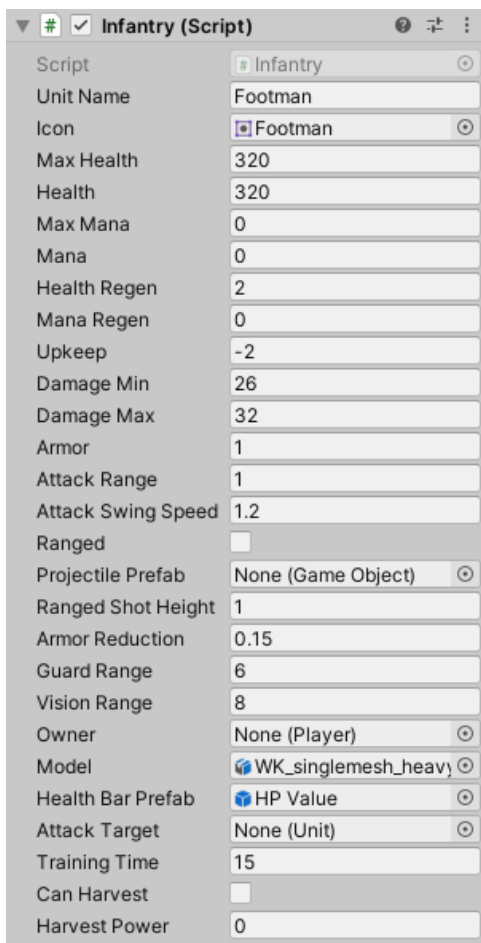 # Infantry (Script)
Script # Infantry
Unit Name Footman
Icon Footman
Max Health 320
Health 320
Max Mana 0
Mana 0
Health Regen 2
Mana Regen 0
Upkeep -2
Damage Min 26
Damage Max 32
Armor 1
Attack Range 1
Attack Swing Speed 1.2
Ranged
Projectile Prefab None (Game Object)
Ranged Shot Height 1
Armor Reduction 0.15
Guard Range 6
Vision Range 8
Owner None (Player)
Model WK_singlemesh_heavy
Health Bar Prefab HP Value
Attack Target None (Unit)
Training Time 15
Can Harvest
Harvest Power 0